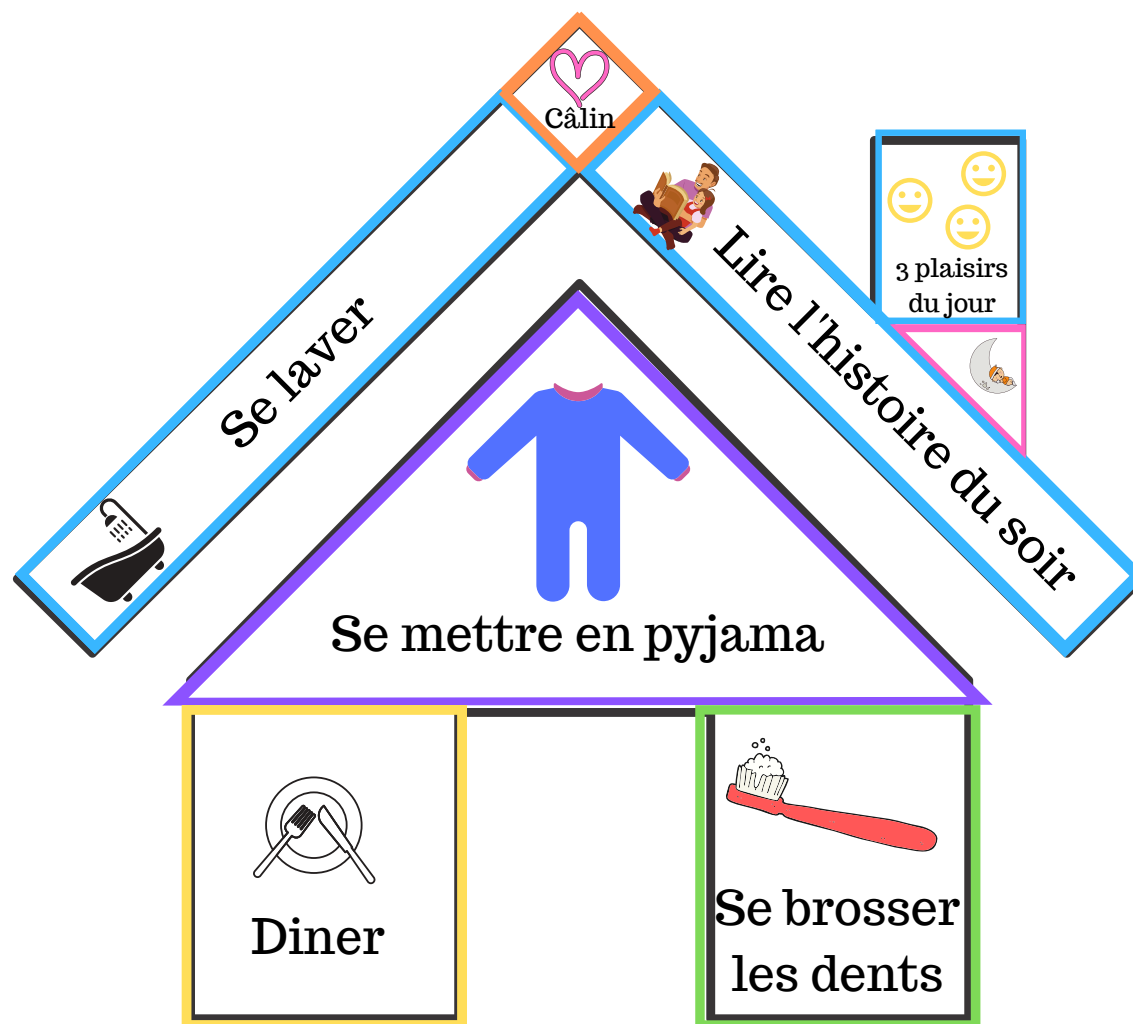 Câlin
Se laver
Lire l'histoire du soir
3 plaisirs
du jour
Se mettre en pyjama
Diner
Se brosser
les dents